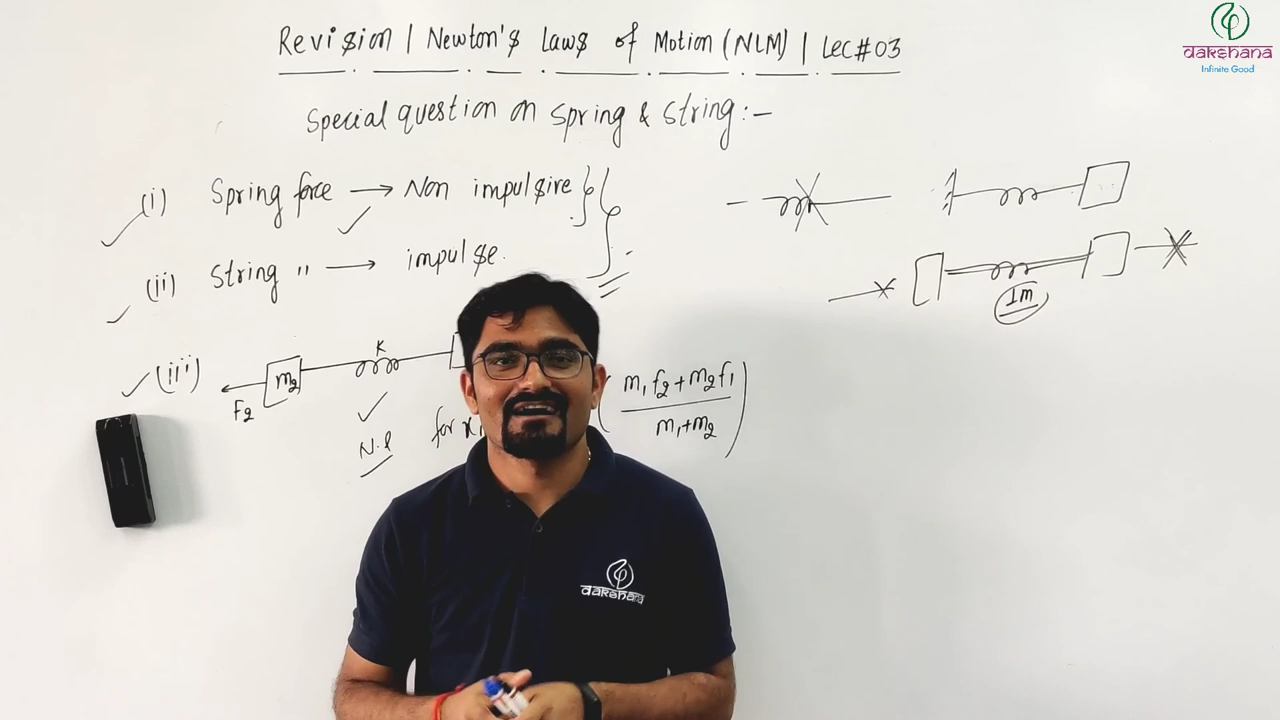 Revision | Newton's Laws of Motion (NLM) | Lec#03
Special question on spring & string:-
(i) Spring force → Non impulsire
(ii) String " → impulse.
(iii) m2 K
F2
N.l
for x
(m1f2+m2f1 / m1+m2)
1m
dakshana
Infinite Good
dakshana